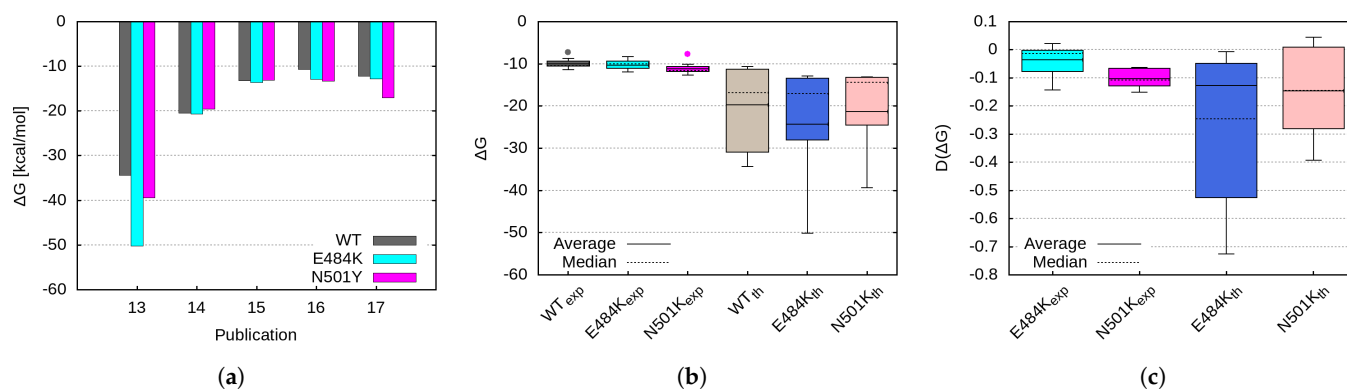 0
-10
-20
-30
-40
-50
-60
ΔG [kcal/mol]
13 14 15 16 17
Publication
WT
E484K
N501Y
(a)
0
-10
-20
-30
-40
-50
-60
ΔG
Average
Median
WTexp E484Kexp N501Kexp WTth E484Kth N501Kth
(b)
0.1
0
-0.1
-0.2
-0.3
-0.4
-0.5
-0.6
-0.7
-0.8
D(ΔG)
Average
Median
E484Kexp N501Kexp E484Kth N501Kth
(c)